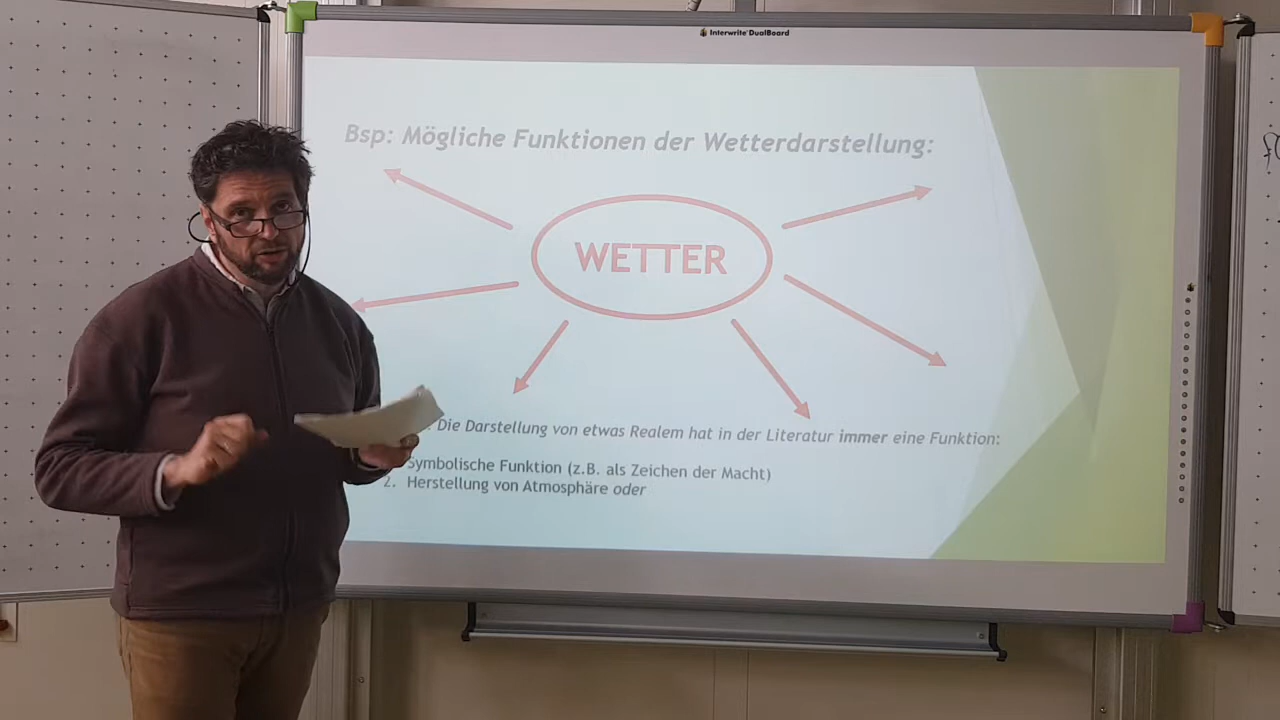 Interwrite DualBoard
Bsp: Mögliche Funktionen der Wetterdarstellung:
WETTER
Die Darstellung von etwas Realem hat in der Literatur immer eine Funktion:
Symbolische Funktion (z.B. als Zeichen der Macht)
2. Herstellung von Atmosphäre oder